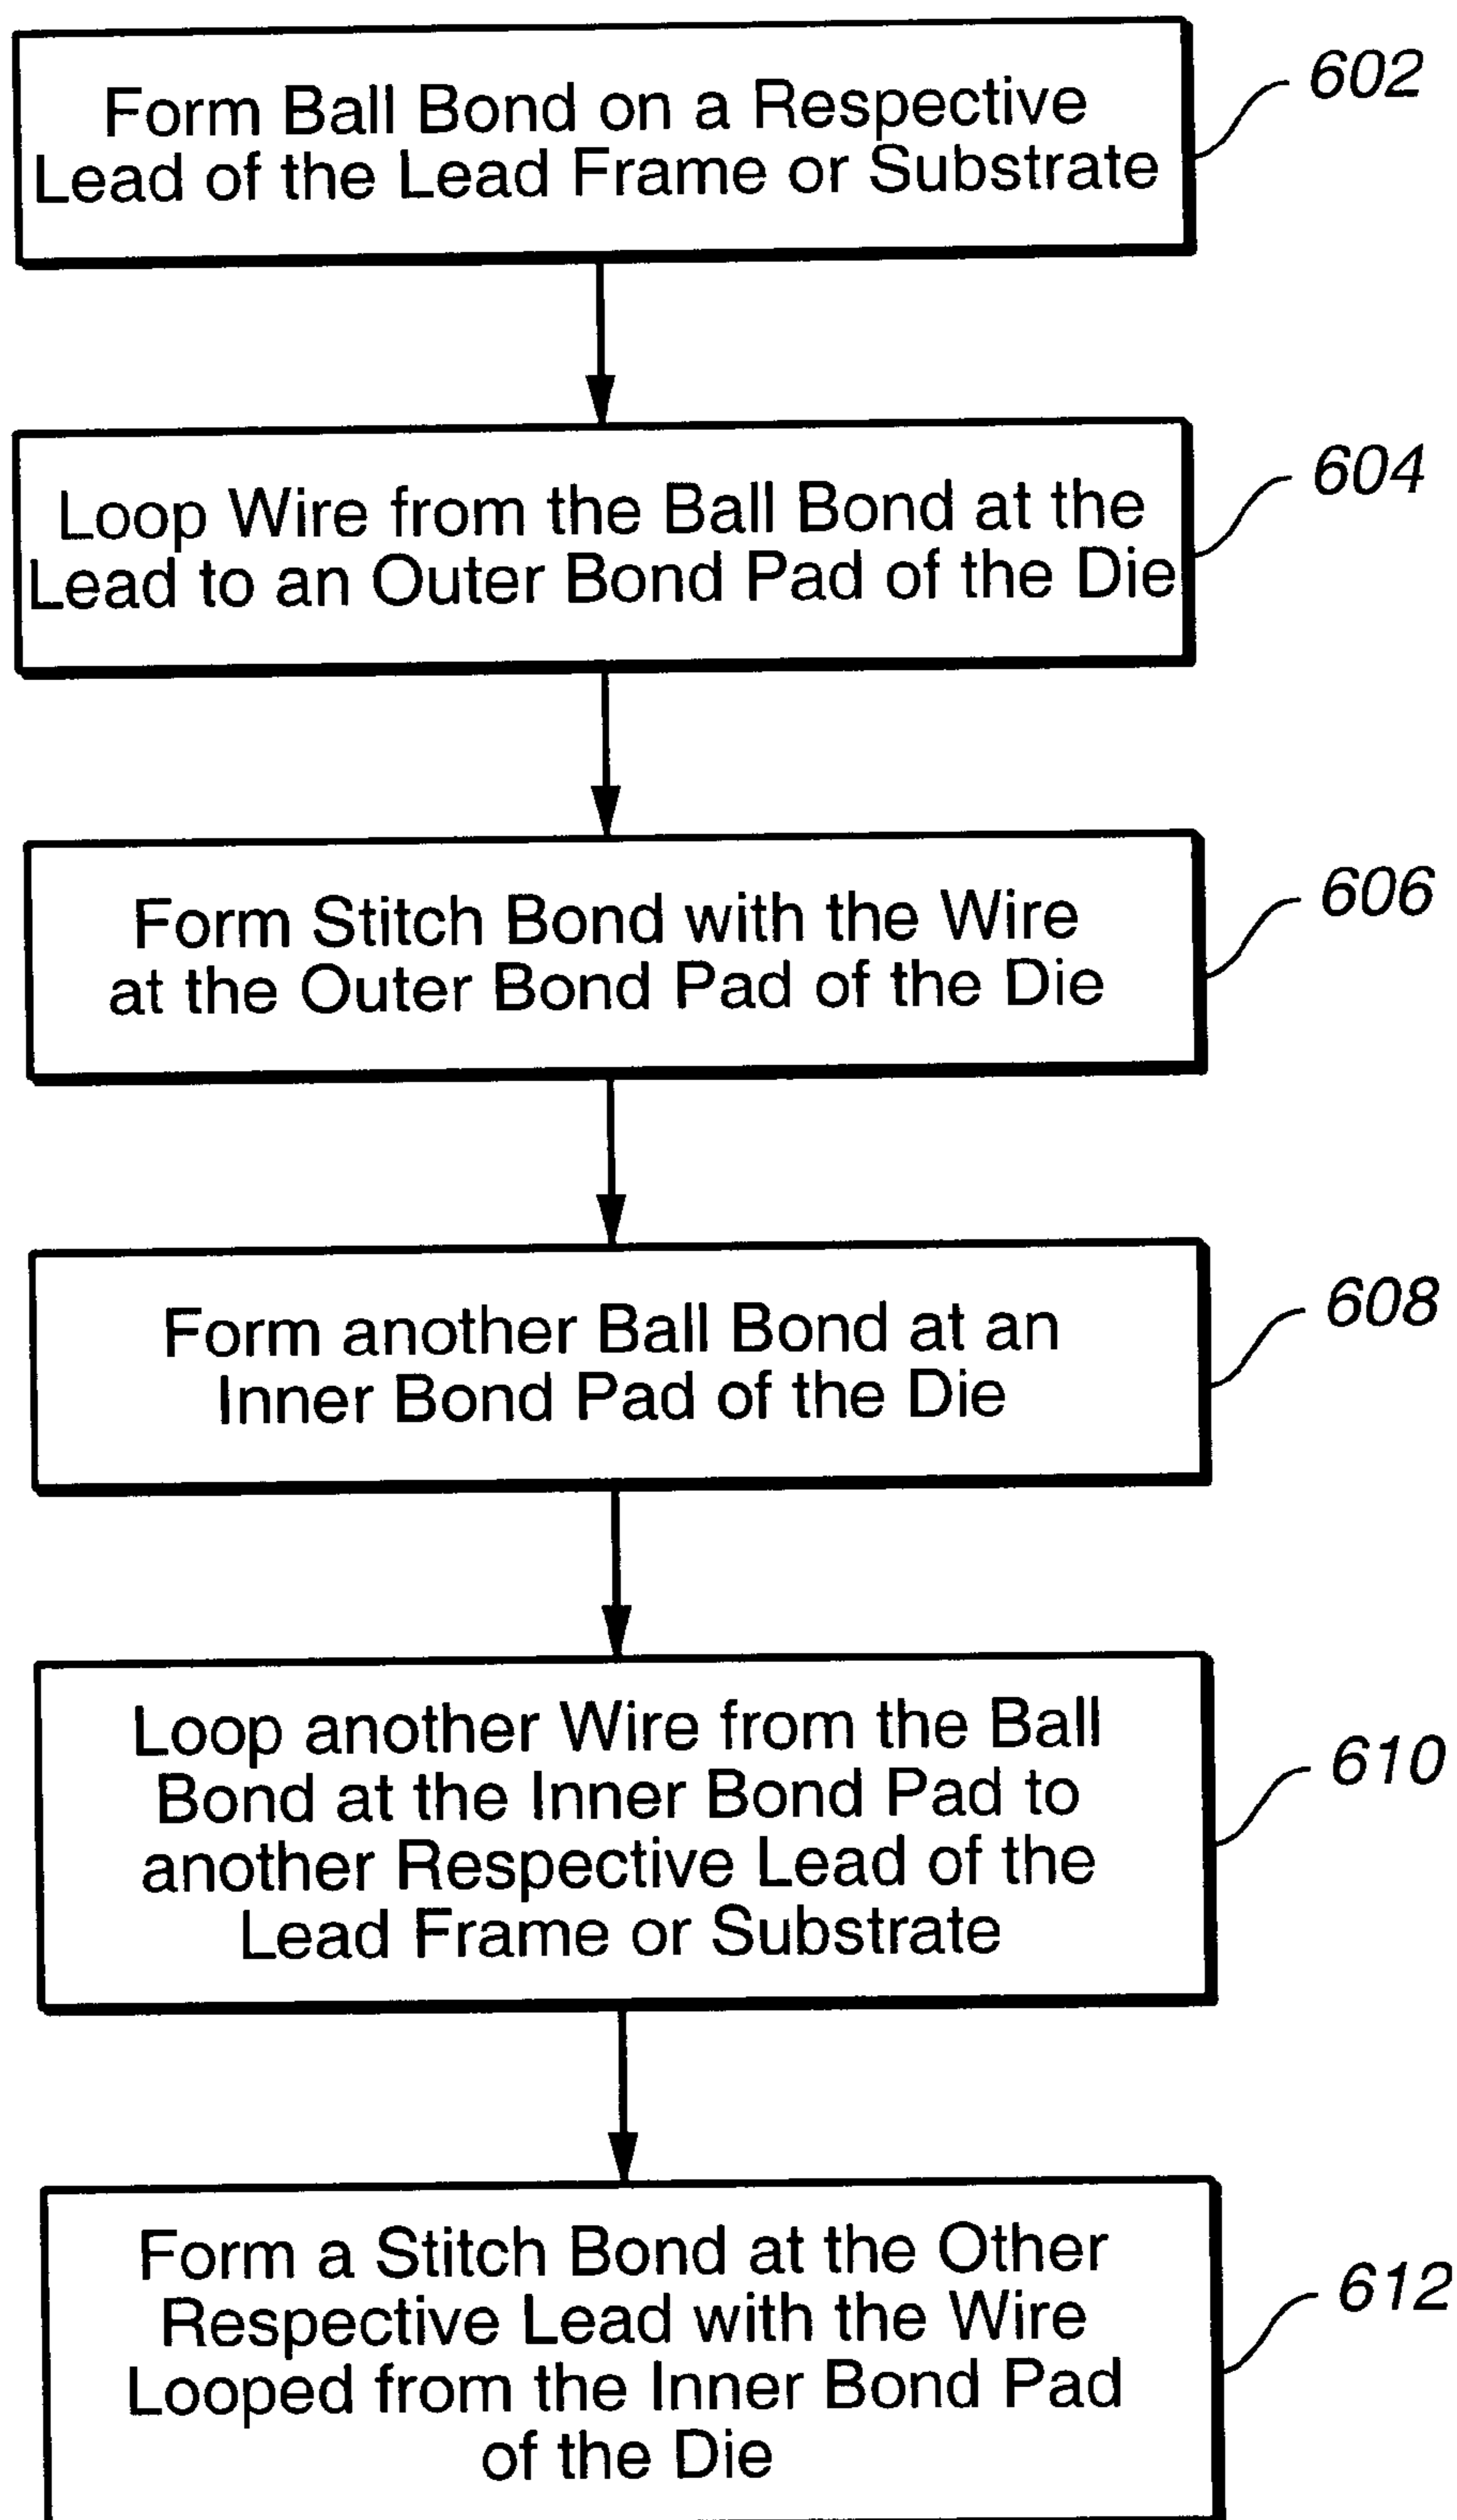 Form Ball Bond on a Respective
Lead of the Lead Frame or Substrate
602
Loop Wire from the Ball Bond at the
Lead to an Outer Bond Pad of the Die
604
Form Stitch Bond with the Wire
at the Outer Bond Pad of the Die
606
Form another Ball Bond at an
Inner Bond Pad of the Die
608
Loop another Wire from the Ball
Bond at the Inner Bond Pad to
another Respective Lead of the
Lead Frame or Substrate
610
Form a Stitch Bond at the Other
Respective Lead with the Wire
Looped from the Inner Bond Pad
of the Die
612